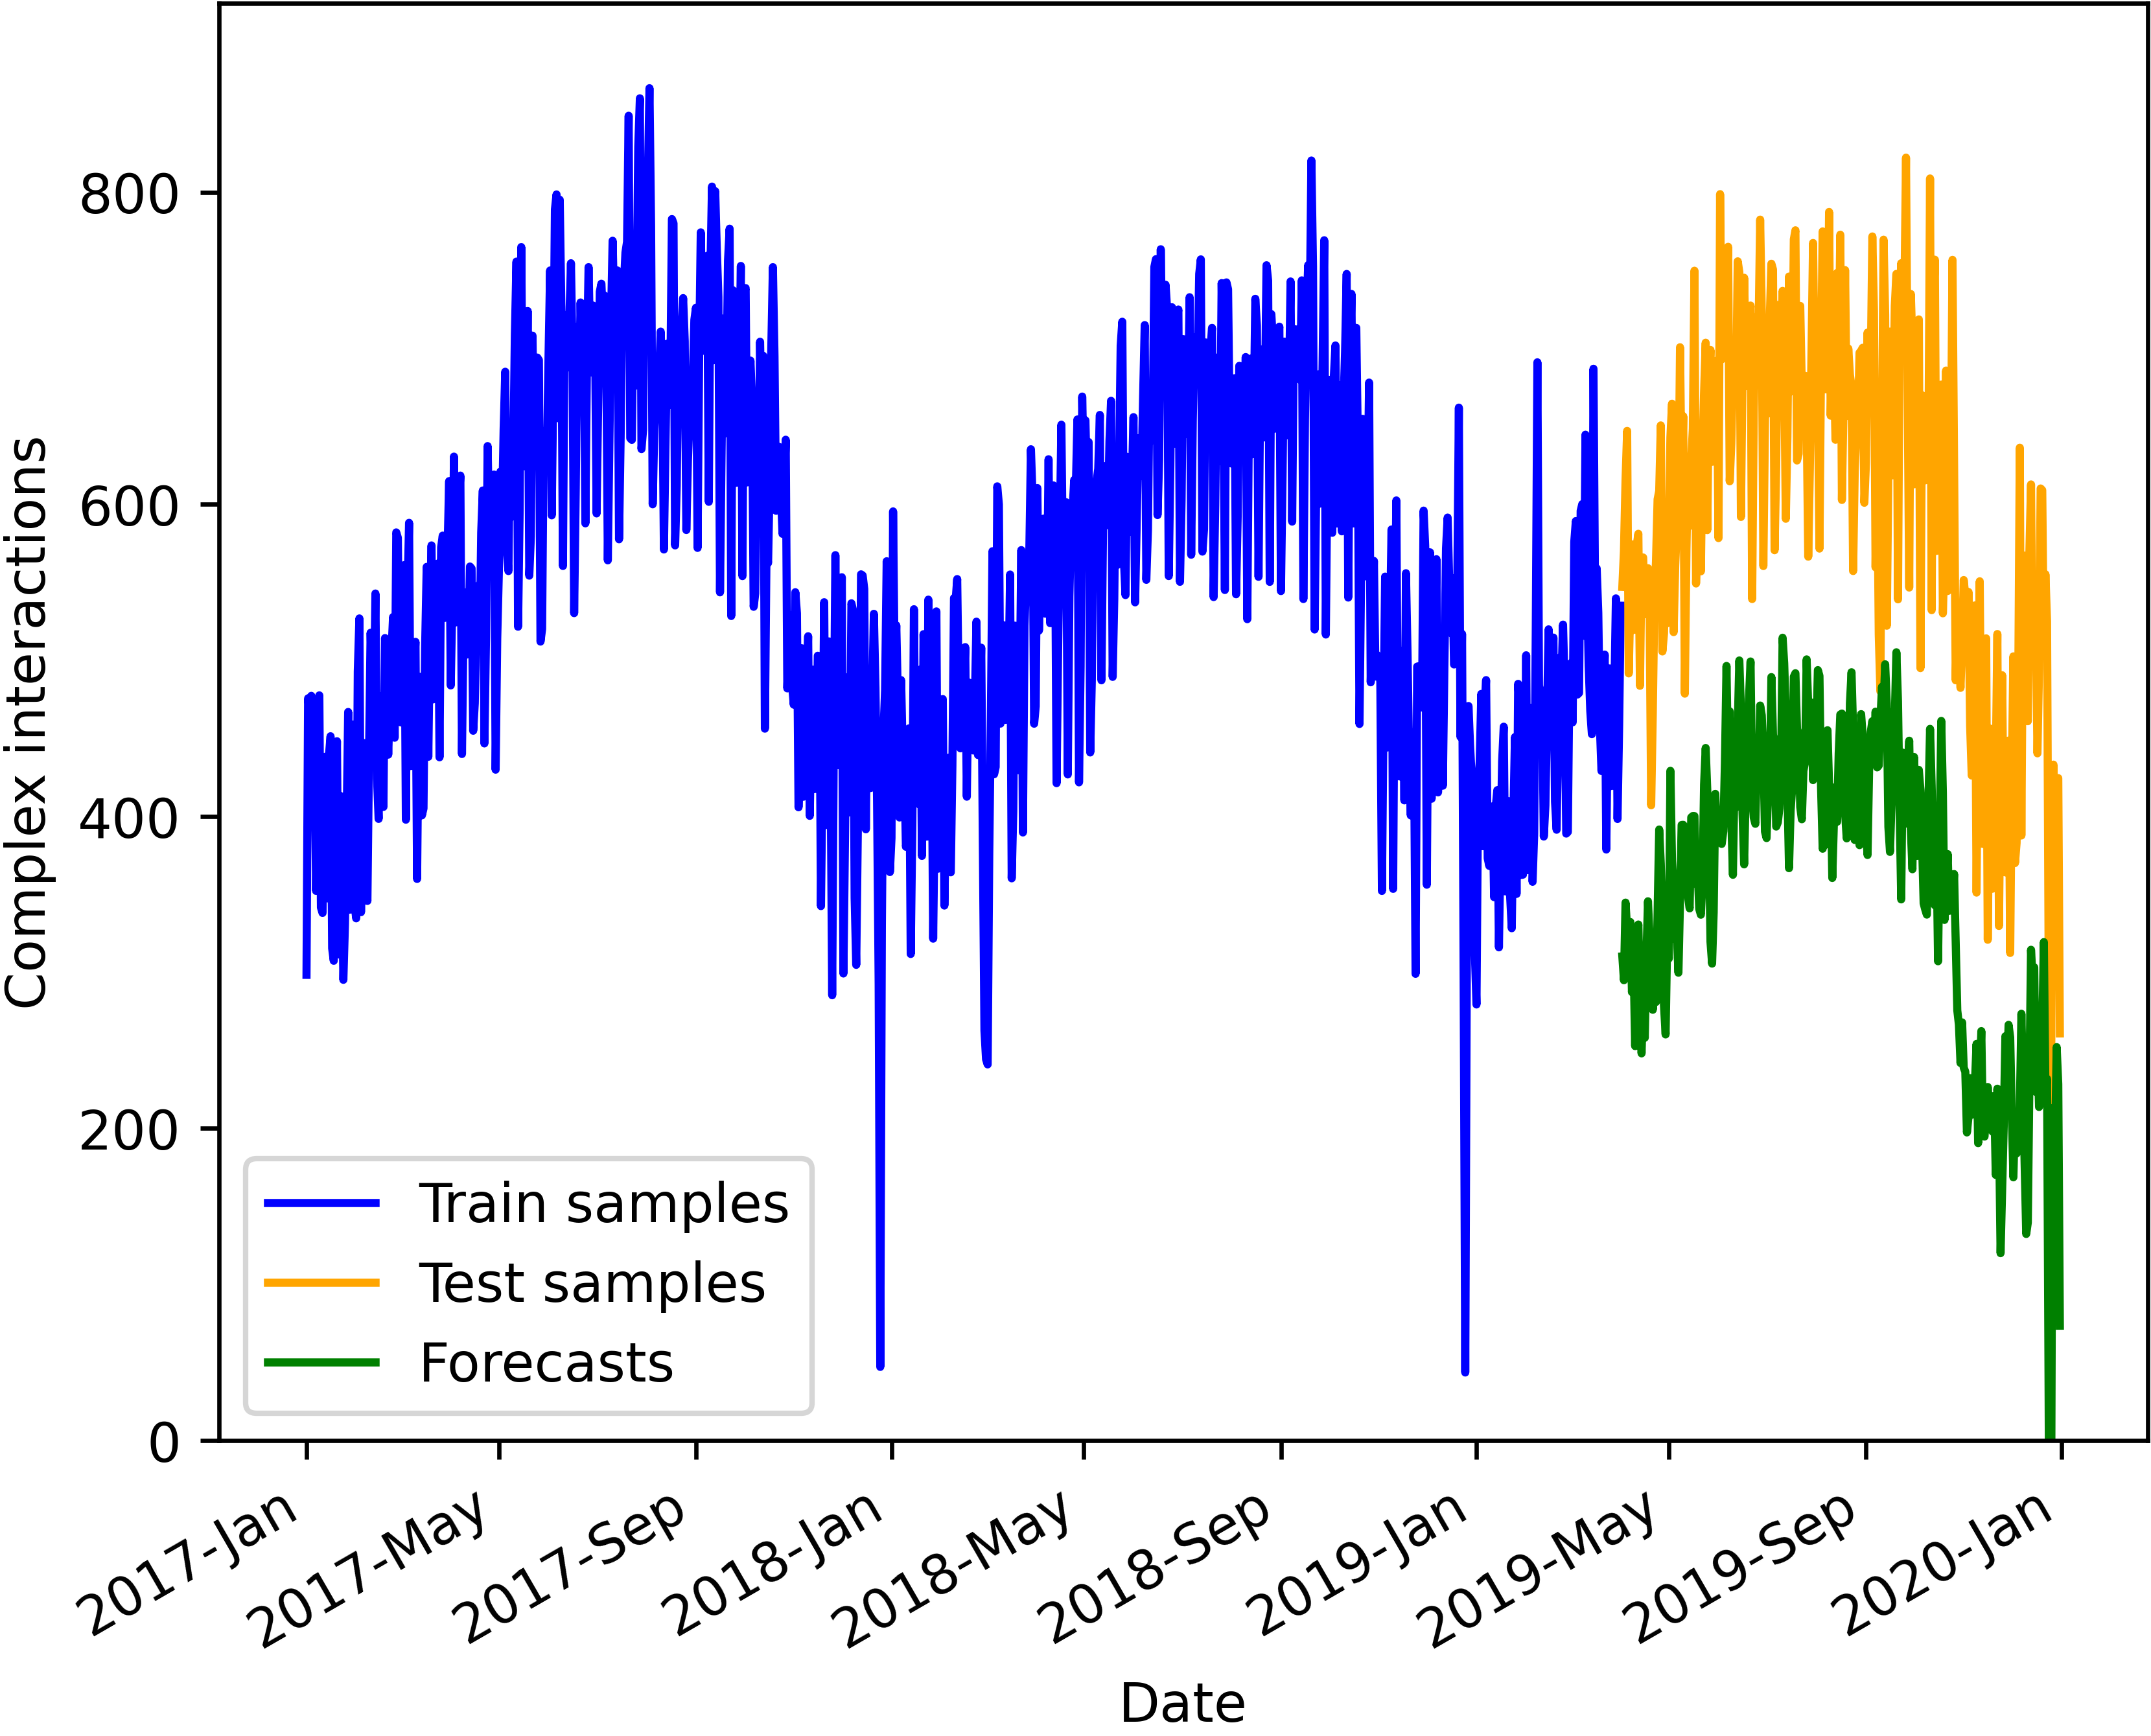 Complex interactions
800
600
400
200
0
Train samples
Test samples
Forecasts
2017-Jan
2017-May
2017-Sep
2018-Jan
2018-May
2018-Sep
2019-Jan
2019-May
2019-Sep
2020-Jan
Date